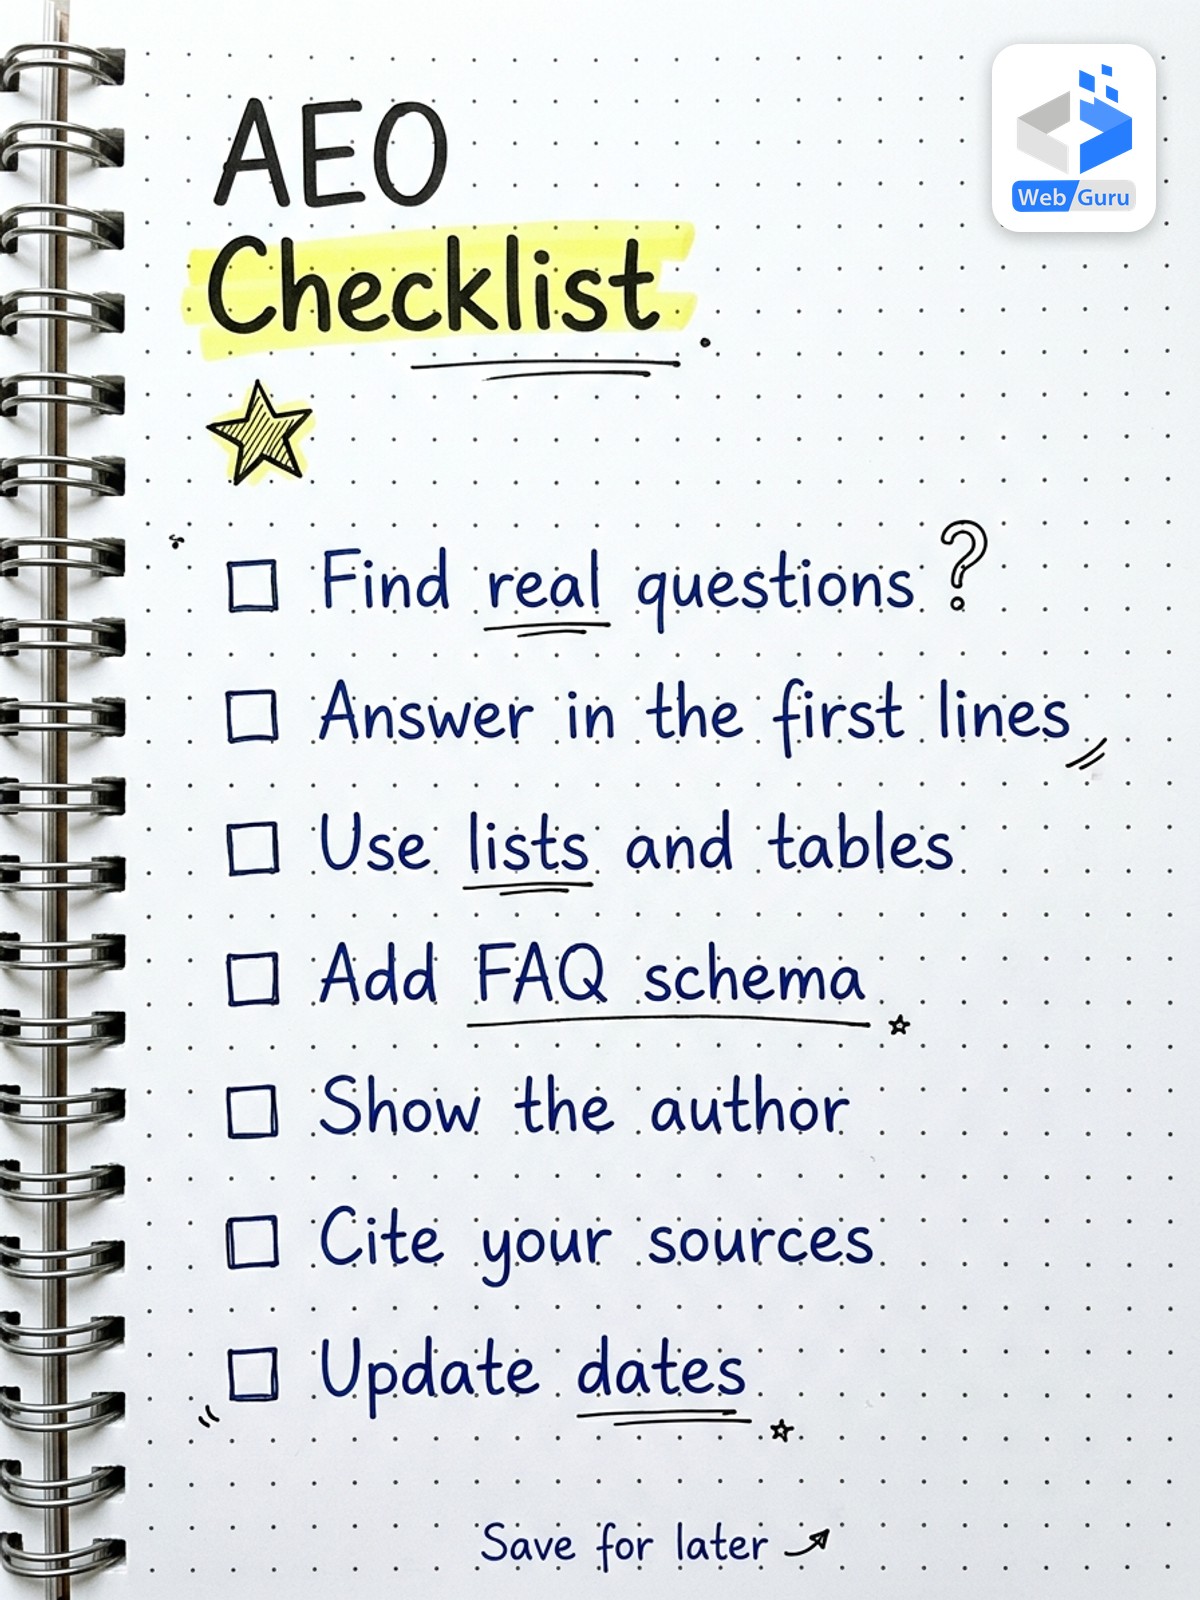 AEO
Checklist
Web Guru
Find real questions ?
Answer in the first lines
Use lists and tables
Add FAQ schema
Show the author
Cite your sources
Update dates
Save for later